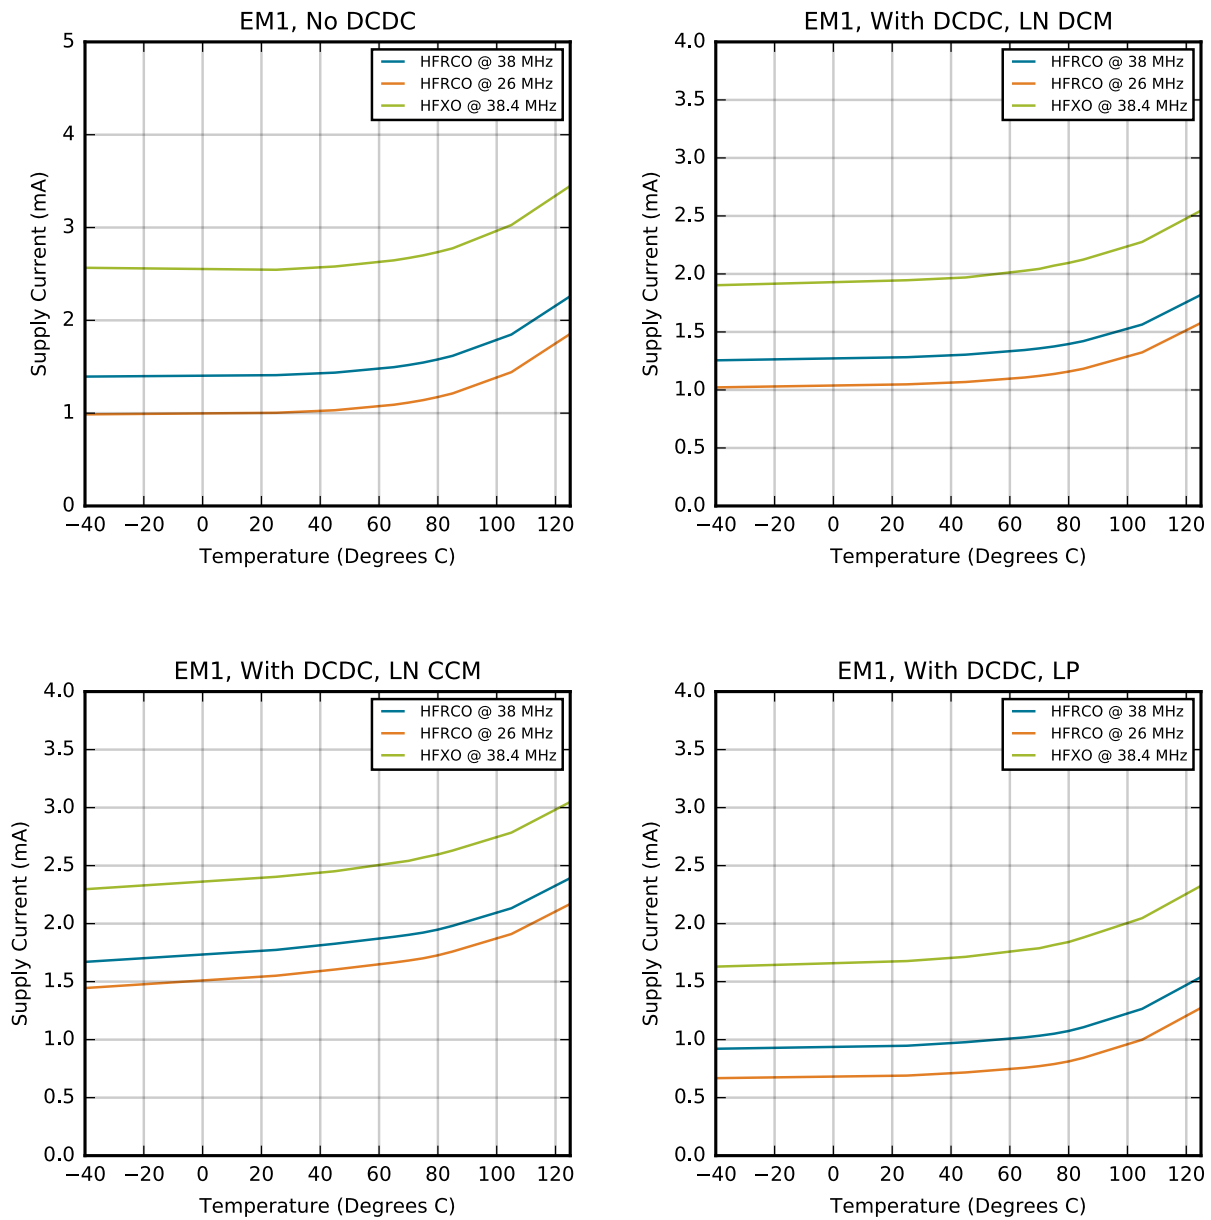 EM1, No DCDC
5
4
3
2
1
0
Supply Current (mA)
HFRCO @ 38 MHz
HFRCO @ 26 MHz
HFXO @ 38.4 MHz
−40 −20 0 20 40 60 80 100 120
Temperature (Degrees C)
EM1, With DCDC, LN DCM
4.0
3.5
3.0
2.5
2.0
1.5
1.0
0.5
0.0
Supply Current (mA)
HFRCO @ 38 MHz
HFRCO @ 26 MHz
HFXO @ 38.4 MHz
−40 −20 0 20 40 60 80 100 120
Temperature (Degrees C)
EM1, With DCDC, LN CCM
4.0
3.5
3.0
2.5
2.0
1.5
1.0
0.5
0.0
Supply Current (mA)
HFRCO @ 38 MHz
HFRCO @ 26 MHz
HFXO @ 38.4 MHz
−40 −20 0 20 40 60 80 100 120
Temperature (Degrees C)
EM1, With DCDC, LP
4.0
3.5
3.0
2.5
2.0
1.5
1.0
0.5
0.0
Supply Current (mA)
HFRCO @ 38 MHz
HFRCO @ 26 MHz
HFXO @ 38.4 MHz
−40 −20 0 20 40 60 80 100 120
Temperature (Degrees C)